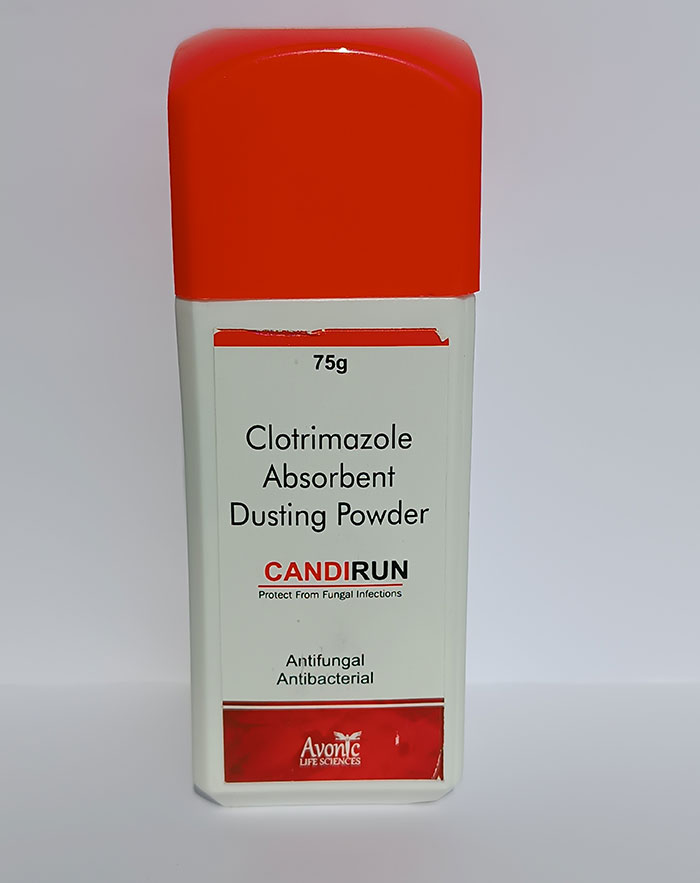 75g
Clotrimazole
Absorbent
Dusting Powder
CANDIRUN
Protect From Fungal Infections
Antifungal
Antibacterial
Avonic
LIFE SCIENCES